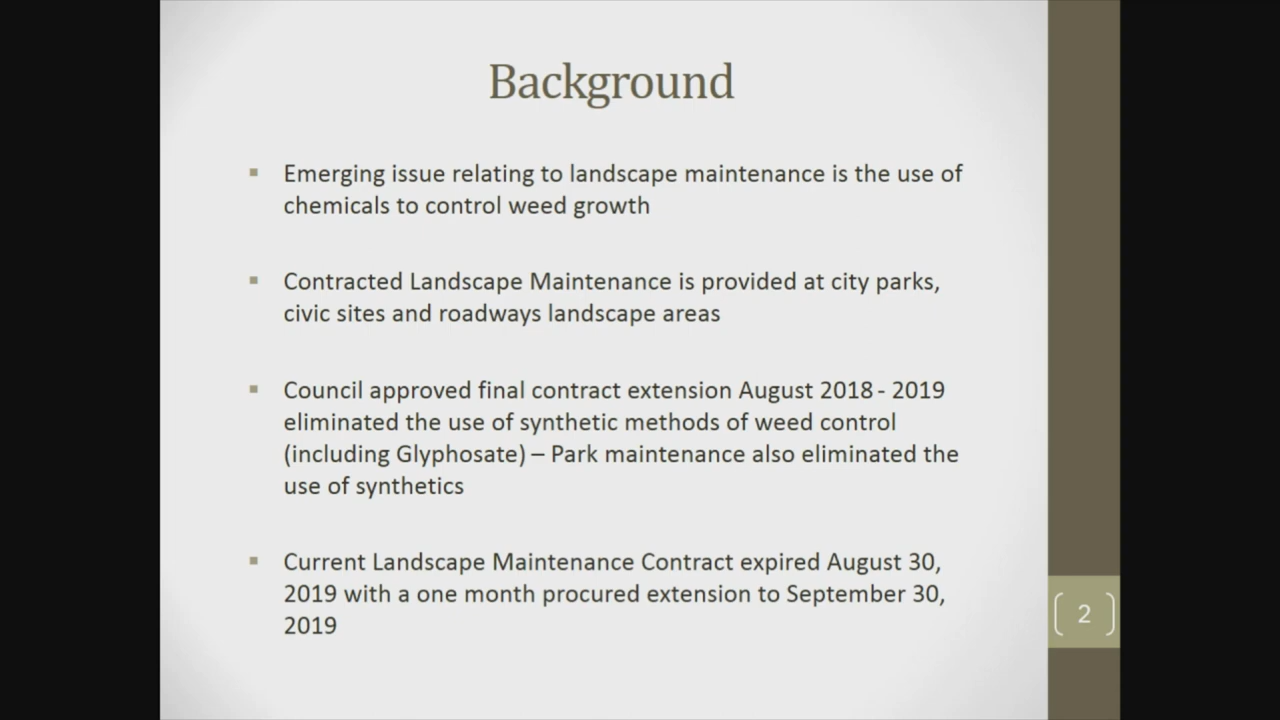 Background
Emerging issue relating to landscape maintenance is the use of
chemicals to control weed growth
Contracted Landscape Maintenance is provided at city parks,
civic sites and roadways landscape areas
Council approved final contract extension August 2018 - 2019
eliminated the use of synthetic methods of weed control
(including Glyphosate) – Park maintenance also eliminated the
use of synthetics
Current Landscape Maintenance Contract expired August 30,
2019 with a one month procured extension to September 30,
2019
2